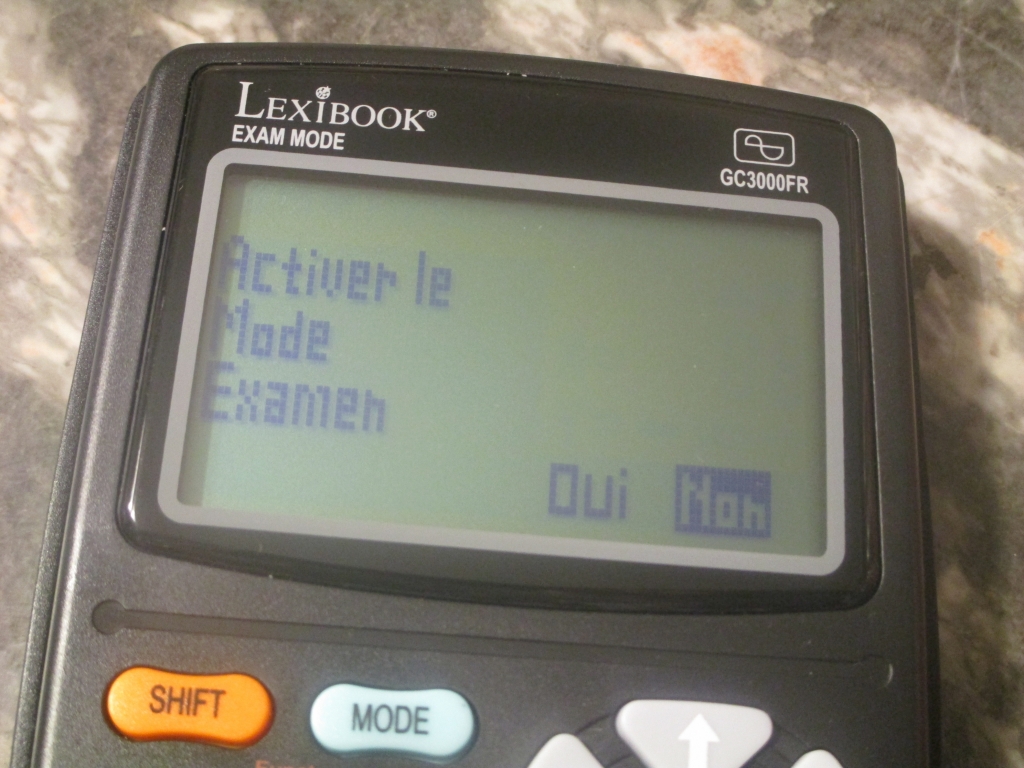 LEXIBOOK®
EXAM MODE
GC3000FR
Activer le
Mode
Examen
Oui Non
SHIFT
MODE